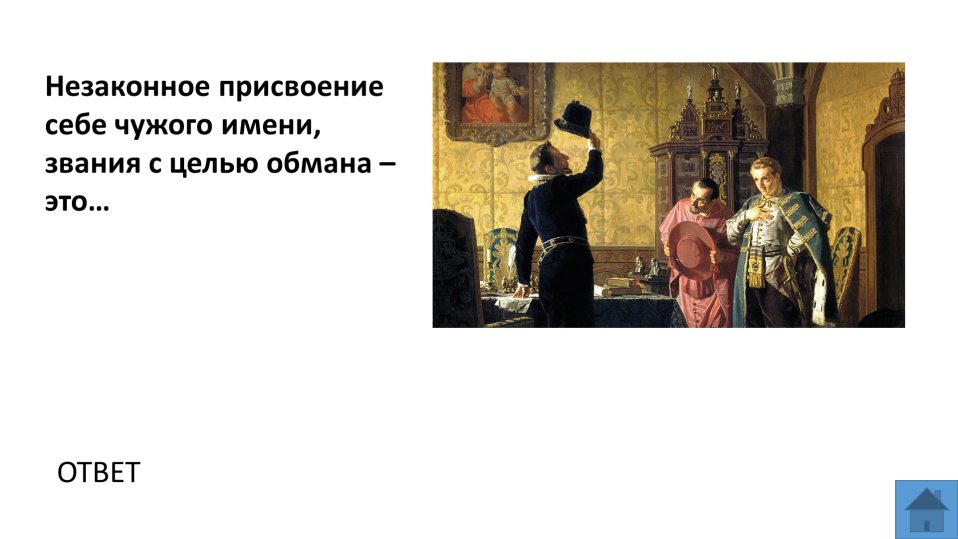 Незаконное присвоение
себе чужого имени,
звания с целью обмана –
это…
ОТВЕТ